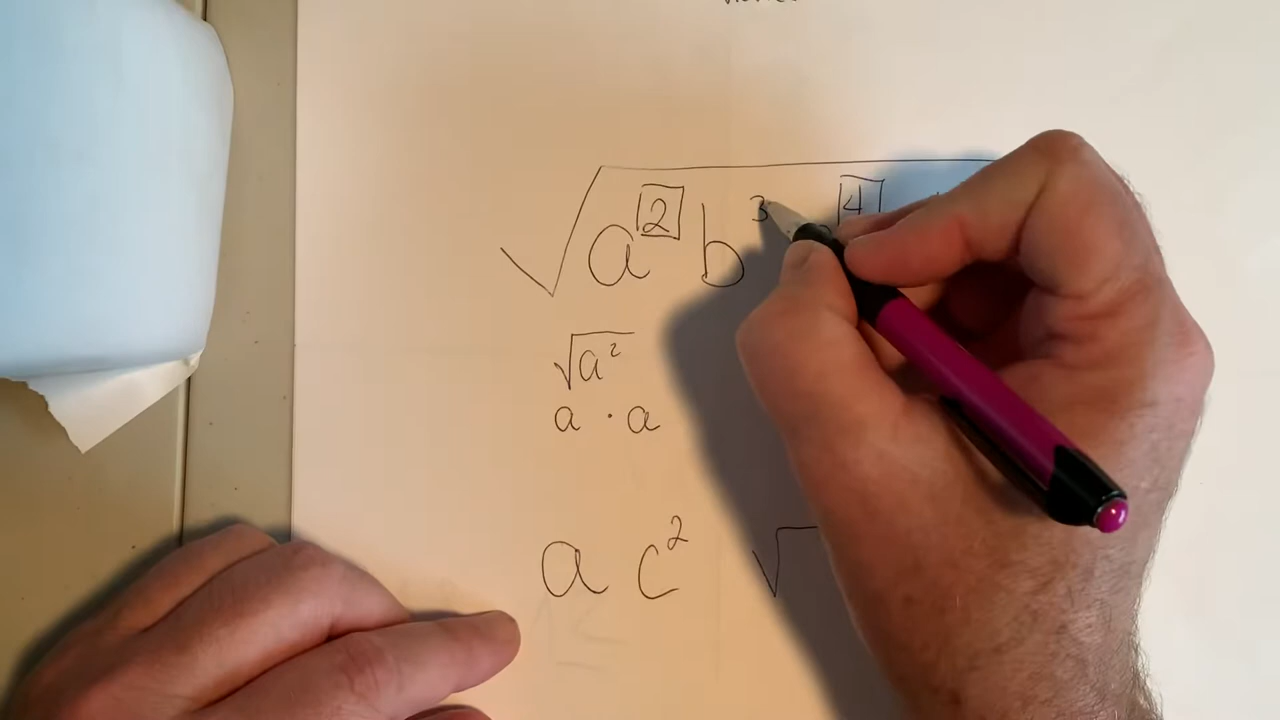 √a²b³ ⁴
√a²
a · a
a c² √